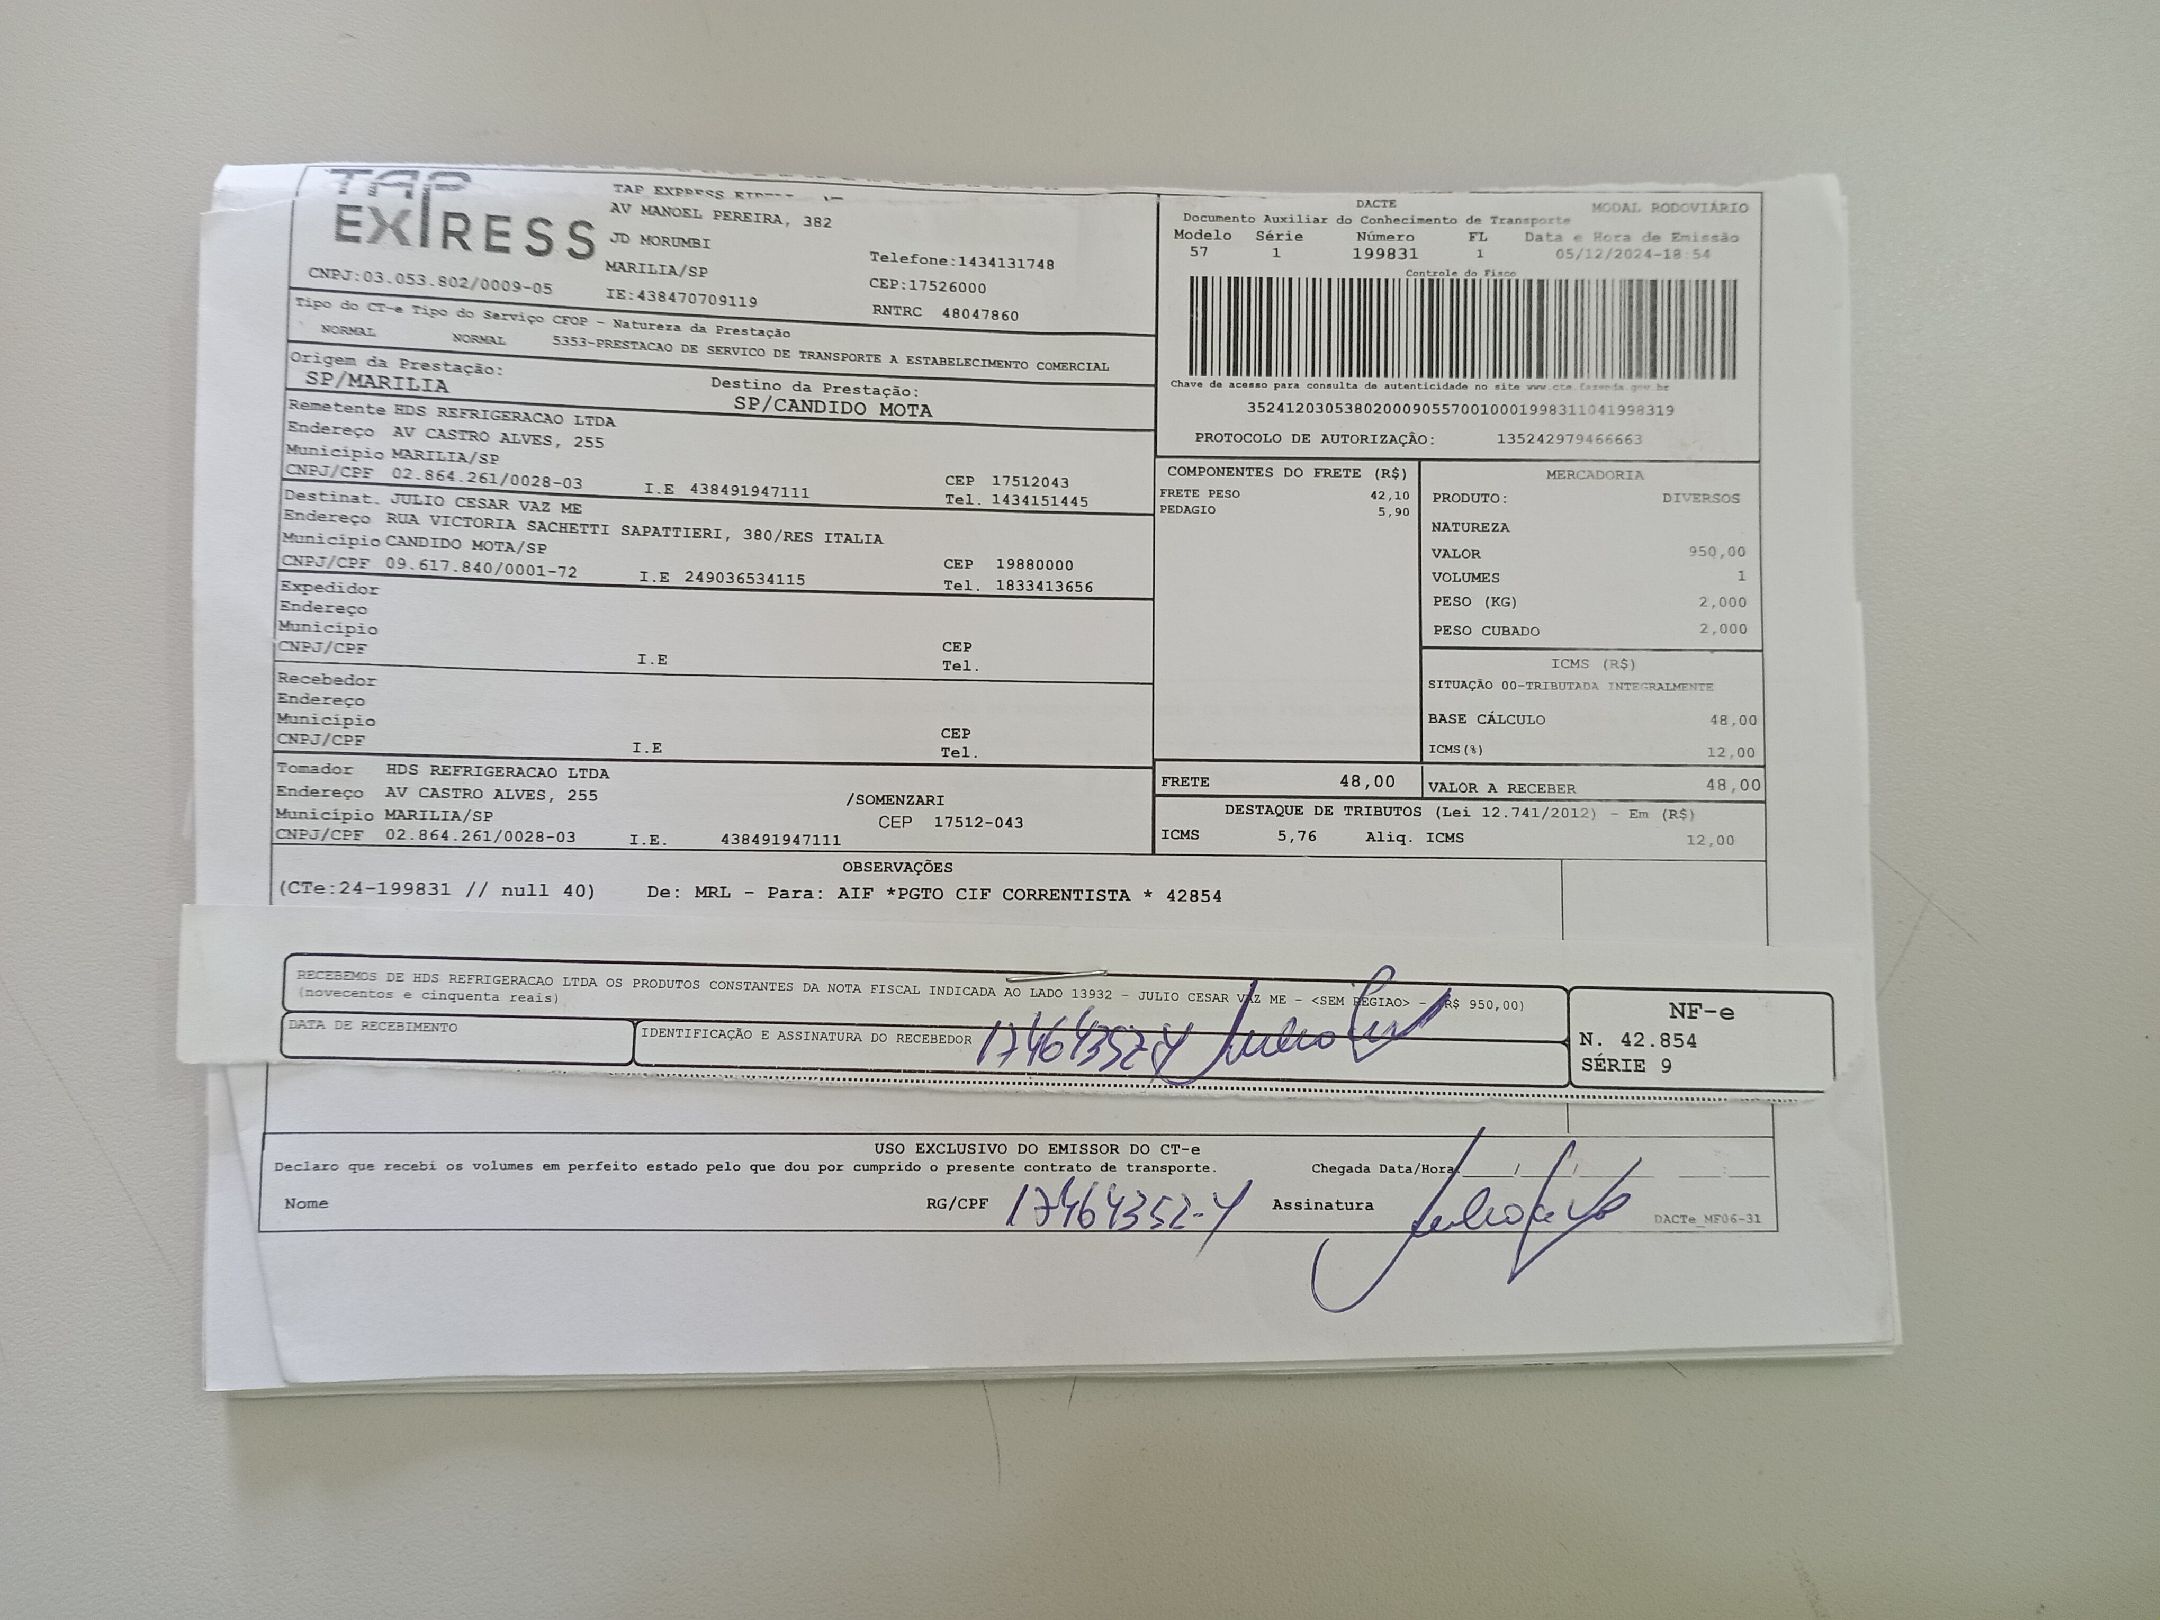 TAP
EXPRESS
CNPJ:03.053.802/0009-05
TAP EXPRESS
AV MANOEL PEREIRA, 382
JD MORUMBI
MARILIA/SP
IE:438470709119
Telefone:1434131748
CEP:17526000
RNTRC 48047860
Tipo do CT-e Tipo do Serviço CFOP - Natureza da Prestação
NORMAL NORMAL 5353-PRESTACAO DE SERVICO DE TRANSPORTE A ESTABELECIMENTO COMERCIAL
Origem da Prestação:
SP/MARILIA
Destino da Prestação:
SP/CANDIDO MOTA
Remetente HDS REFRIGERACAO LTDA
Endereço AV CASTRO ALVES, 255
Município MARILIA/SP CEP 17512043
CNPJ/CPF 02.864.261/0028-03 I.E 438491947111 Tel. 1434151445
Destinat. JULIO CESAR VAZ ME
Endereço RUA VICTORIA SACHETTI SAPATTIERI, 380/RES ITALIA
Município CANDIDO MOTA/SP CEP 19880000
CNPJ/CPF 09.617.840/0001-72 I.E 249036534115 Tel. 1833413656
Expedidor
Endereço
Município CEP
CNPJ/CPF I.E Tel.
Recebedor
Endereço
Município CEP
CNPJ/CPF I.E Tel.
Tomador HDS REFRIGERACAO LTDA
Endereço AV CASTRO ALVES, 255 /SOMENZARI
Município MARILIA/SP CEP 17512-043
CNPJ/CPF 02.864.261/0028-03 I.E. 438491947111
DACTE MODAL RODOVIÁRIO
Documento Auxiliar do Conhecimento de Transporte
Modelo Série Número FL Data e Hora de Emissão
57 1 199831 1 05/12/2024-18:54
Controle do Fisco
Chave de acesso para consulta de autenticidade no site www.cte.fazenda.gov.br
35241203053802000905570010001998311041998319
PROTOCOLO DE AUTORIZAÇÃO: 135242979466663
COMPONENTES DO FRETE (R$)
FRETE PESO 42,10
PEDAGIO 5,90
MERCADORIA
PRODUTO: DIVERSOS
NATUREZA
VALOR 950,00
VOLUMES 1
PESO (KG) 2,000
PESO CUBADO 2,000
ICMS (R$)
SITUAÇÃO 00-TRIBUTADA INTEGRALMENTE
BASE CÁLCULO 48,00
ICMS(%) 12,00
FRETE 48,00 VALOR A RECEBER 48,00
DESTAQUE DE TRIBUTOS (Lei 12.741/2012) - Em (R$)
ICMS 5,76 Aliq. ICMS 12,00
OBSERVAÇÕES
(CTe:24-199831 // null 40) De: MRL - Para: AIF *PGTO CIF CORRENTISTA * 42854
RECEBEMOS DE HDS REFRIGERACAO LTDA OS PRODUTOS CONSTANTES DA NOTA FISCAL INDICADA AO LADO 13932 - JULIO CESAR VAZ ME - <SEM REGIAO> - (R$ 950,00)
(novecentos e cinquenta reais)
DATA DE RECEBIMENTO
IDENTIFICAÇÃO E ASSINATURA DO RECEBEDOR 17464352-4
NF-e
N. 42.854
SÉRIE 9
USO EXCLUSIVO DO EMISSOR DO CT-e
Declaro que recebi os volumes em perfeito estado pelo que dou por cumprido o presente contrato de transporte. Chegada Data/Hora:
Nome RG/CPF 17464352-4 Assinatura
DACTe_MF06-31